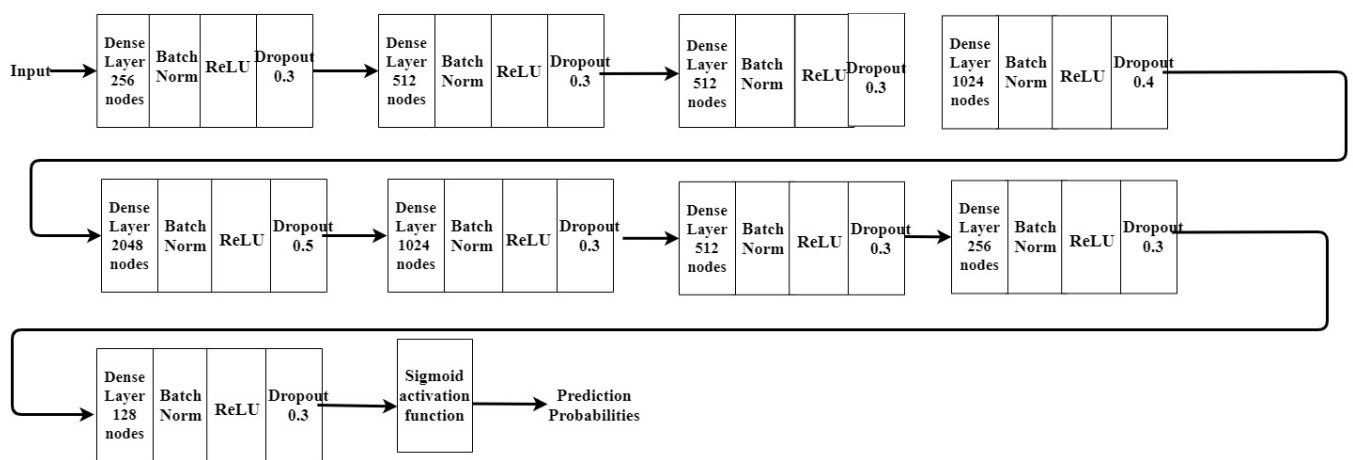 Input
Dense
Layer
256
nodes
Batch
Norm
ReLU
Dropout
0.3
Dense
Layer
512
nodes
Batch
Norm
ReLU
Dropout
0.3
Dense
Layer
512
nodes
Batch
Norm
ReLU
Dropout
0.3
Dense
Layer
1024
nodes
Batch
Norm
ReLU
Dropout
0.4
Dense
Layer
2048
nodes
Batch
Norm
ReLU
Dropout
0.5
Dense
Layer
1024
nodes
Batch
Norm
ReLU
Dropout
0.3
Dense
Layer
512
nodes
Batch
Norm
ReLU
Dropout
0.3
Dense
Layer
256
nodes
Batch
Norm
ReLU
Dropout
0.3
Dense
Layer
128
nodes
Batch
Norm
ReLU
Dropout
0.3
Sigmoid
activation
function
Prediction
Probabilities